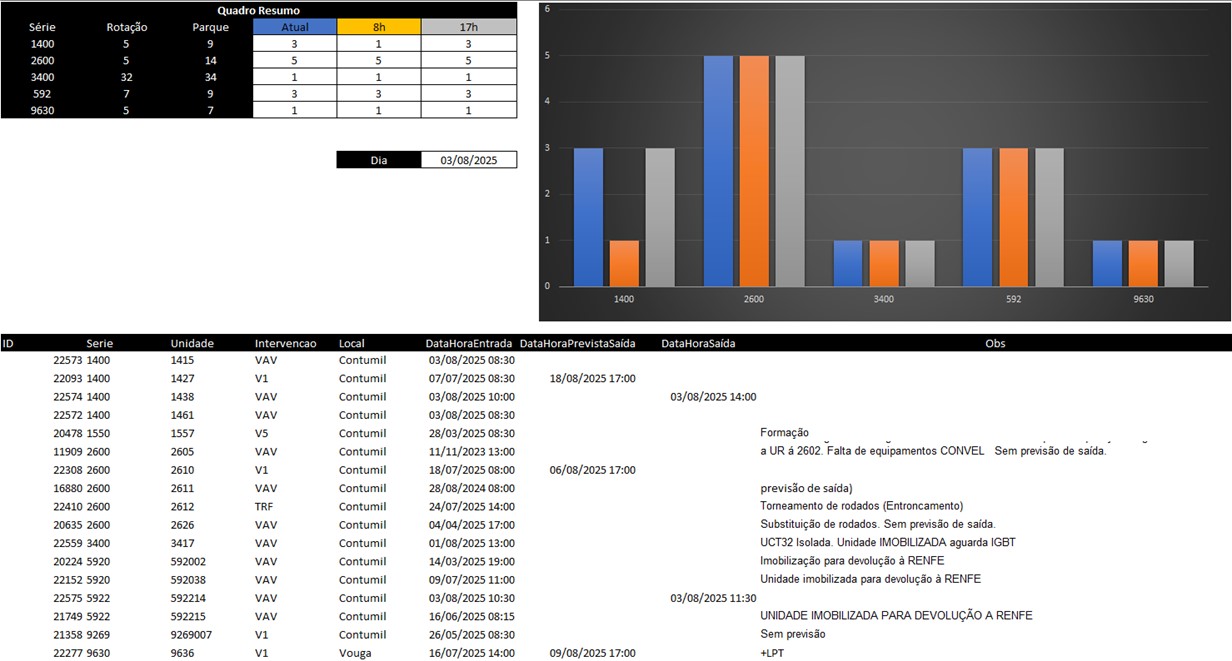 Quadro Resumo
Série Rotação Parque Atual 8h 17h
1400 5 9 3 1 3
2600 5 14 5 5 5
3400 32 34 1 1 1
592 7 9 3 3 3
9630 5 7 1 1 1
Dia 03/08/2025
6
5
4
3
2
1
0
1400 2600 3400 592 9630
ID Serie Unidade Intervencao Local DataHoraEntrada DataHoraPrevistaSaída DataHoraSaída Obs
22573 1400 1415 VAV Contumil 03/08/2025 08:30
22093 1400 1427 V1 Contumil 07/07/2025 08:30 18/08/2025 17:00
22574 1400 1438 VAV Contumil 03/08/2025 10:00 03/08/2025 14:00
22572 1400 1461 VAV Contumil 03/08/2025 08:30
20478 1550 1557 V5 Contumil 28/03/2025 08:30 Formação
11909 2600 2605 VAV Contumil 11/11/2023 13:00 a UR á 2602. Falta de equipamentos CONVEL Sem previsão de saída.
22308 2600 2610 V1 Contumil 18/07/2025 08:00 06/08/2025 17:00
16880 2600 2611 VAV Contumil 28/08/2024 08:00 previsão de saída)
22410 2600 2612 TRF Contumil 24/07/2025 14:00 Torneamento de rodados (Entroncamento)
20635 2600 2626 VAV Contumil 04/04/2025 17:00 Substituição de rodados. Sem previsão de saída.
22559 3400 3417 VAV Contumil 01/08/2025 13:00 UCT32 Isolada. Unidade IMOBILIZADA aguarda IGBT
20224 5920 592002 VAV Contumil 14/03/2025 19:00 Imobilização para devolução à RENFE
22152 5920 592038 VAV Contumil 09/07/2025 11:00 Unidade imobilizada para devolução à RENFE
22575 5922 592214 VAV Contumil 03/08/2025 10:30 03/08/2025 11:30
21749 5922 592215 VAV Contumil 16/06/2025 08:15 UNIDADE IMOBILIZADA PARA DEVOLUÇÃO A RENFE
21358 9269 9269007 V1 Contumil 26/05/2025 08:30 Sem previsão
22277 9630 9636 V1 Vouga 16/07/2025 14:00 09/08/2025 17:00 +LPT